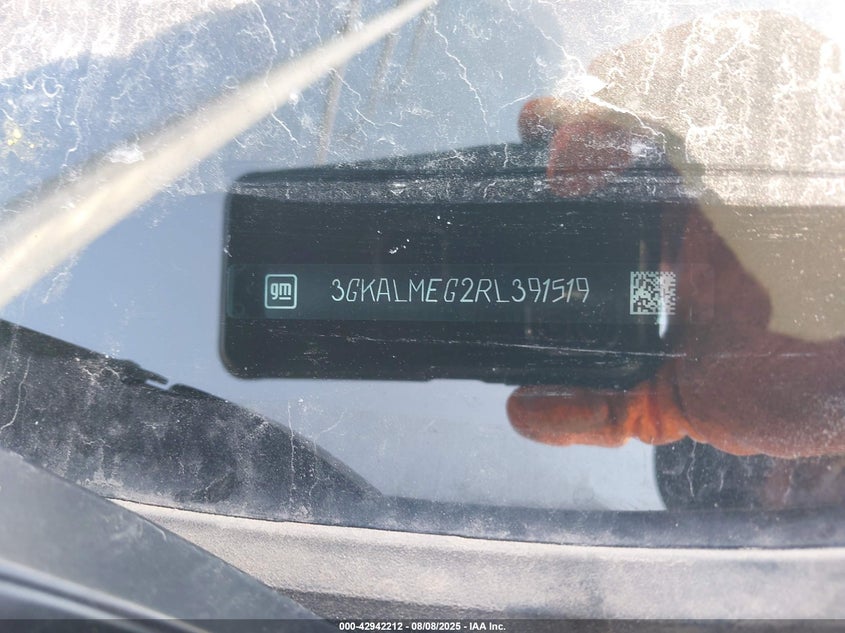 gm 3GKALMEG2RL391519
000-42942212 - 08/08/2025 - IAA Inc.